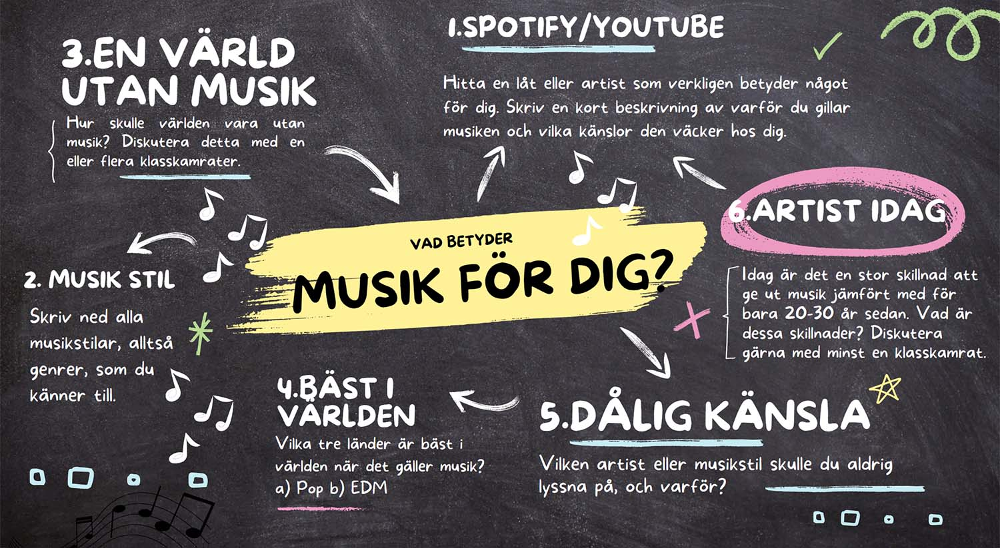 VAD BETYDER
MUSIK FÖR DIG?
1.SPOTIFY/YOUTUBE
Hitta en låt eller artist som verkligen betyder något
för dig. Skriv en kort beskrivning av varför du gillar
musiken och vilka känslor den väcker hos dig.
2. MUSIK STIL
Skriv ned alla
musikstilar, alltså
genrer, som du
känner till.
3.EN VÄRLD
UTAN MUSIK
Hur skulle världen vara utan
musik? Diskutera detta med en
eller flera klasskamrater.
4.BÄST I
VÄRLDEN
Vilka tre länder är bäst i
världen när det gäller musik?
a) Pop b) EDM
5.DÅLIG KÄNSLA
Vilken artist eller musikstil skulle du aldrig
lyssna på, och varför?
6.ARTIST IDAG
Idag är det en stor skillnad att
ge ut musik jämfört med för
bara 20-30 år sedan. Vad är
dessa skillnader? Diskutera
gärna med minst en klasskamrat.